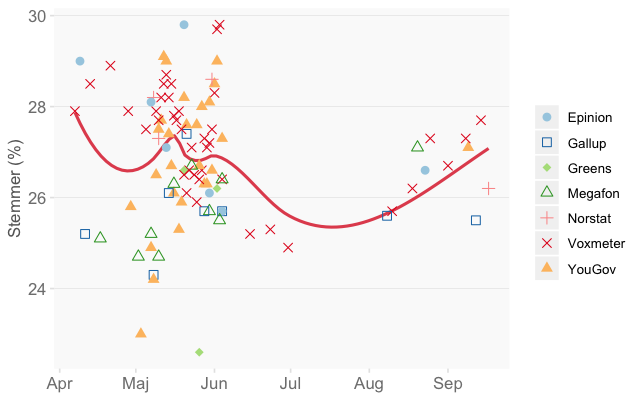 30
28
26
24
Stemmer (%)
Apr Maj Jun Jul Aug Sep
Epinion
Gallup
Greens
Megafon
Norstat
Voxmeter
YouGov